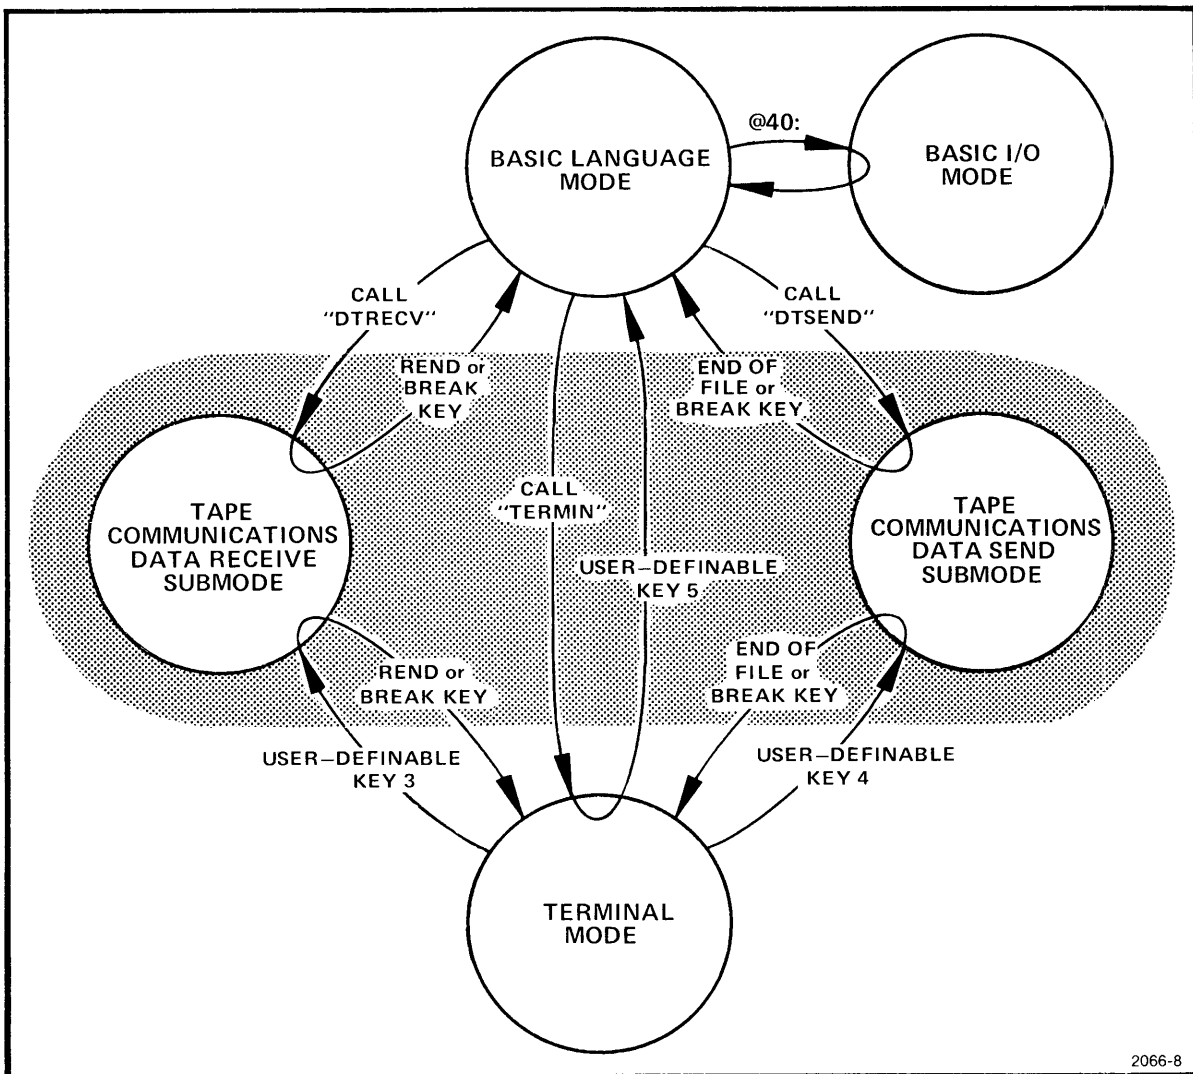 @40:
BASIC LANGUAGE
MODE
BASIC I/O
MODE
CALL
"DTRECV"
CALL
"DTSEND"
REND or
BREAK
KEY
END OF
FILE or
BREAK KEY
CALL
"TERMIN"
TAPE
COMMUNICATIONS
DATA RECEIVE
SUBMODE
TAPE
COMMUNICATIONS
DATA SEND
SUBMODE
USER–DEFINABLE
KEY 5
REND or
BREAK KEY
END OF
FILE or
BREAK KEY
USER–DEFINABLE
KEY 3
USER–DEFINABLE
KEY 4
TERMINAL
MODE
2066-8